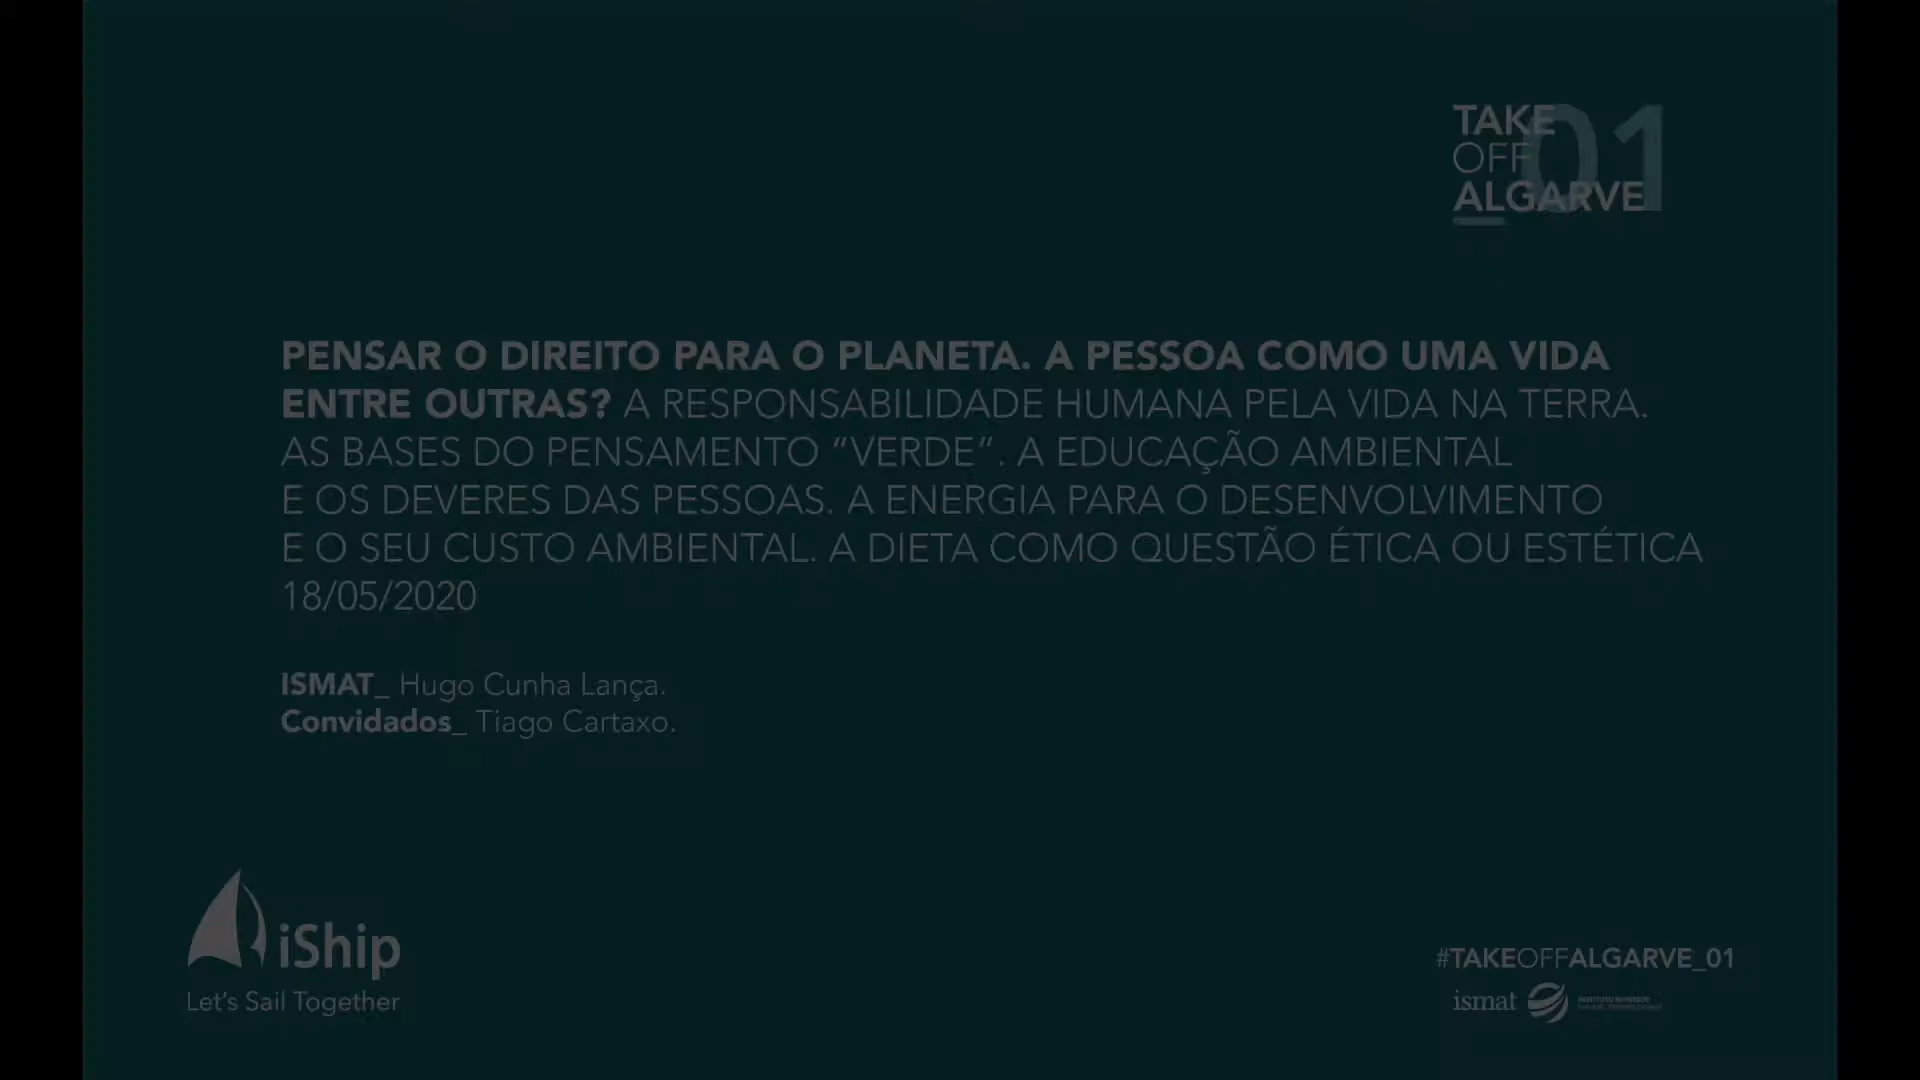 TAKE
OFF
ALGARVE
01
PENSAR O DIREITO PARA O PLANETA. A PESSOA COMO UMA VIDA
ENTRE OUTRAS? A RESPONSABILIDADE HUMANA PELA VIDA NA TERRA.
AS BASES DO PENSAMENTO “VERDE”. A EDUCAÇÃO AMBIENTAL
E OS DEVERES DAS PESSOAS. A ENERGIA PARA O DESENVOLVIMENTO
E O SEU CUSTO AMBIENTAL. A DIETA COMO QUESTÃO ÉTICA OU ESTÉTICA
18/05/2020
ISMAT_ Hugo Cunha Lança.
Convidados_ Tiago Cartaxo.
iShip
Let’s Sail Together
#TAKEOFFALGARVE_01
ismat
INSTITUTO SUPERIOR